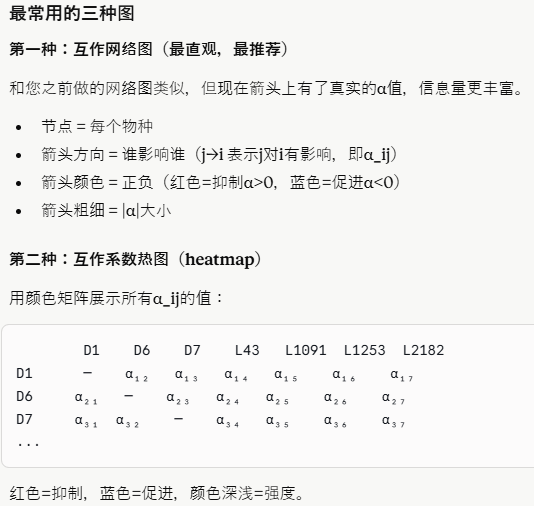 最常用的三种图
第一种：互作网络图（最直观，最推荐）
和您之前做的网络图类似，但现在箭头上有了真实的α值，信息量更丰富。
• 节点 = 每个物种
• 箭头方向 = 谁影响谁（j→i 表示j对i有影响，即α_ij）
• 箭头颜色 = 正负（红色=抑制α>0，蓝色=促进α<0）
• 箭头粗细 = |α|大小
第二种：互作系数热图（heatmap）
用颜色矩阵展示所有α_ij的值：
D1 D6 D7 L43 L1091 L1253 L2182
D1 — α₁₂ α₁₃ α₁₄ α₁₅ α₁₆ α₁₇
D6 α₂₁ — α₂₃ α₂₄ α₂₅ α₂₆ α₂₇
D7 α₃₁ α₃₂ — α₃₄ α₃₅ α₃₆ α₃₇
...
红色=抑制，蓝色=促进，颜色深浅=强度。